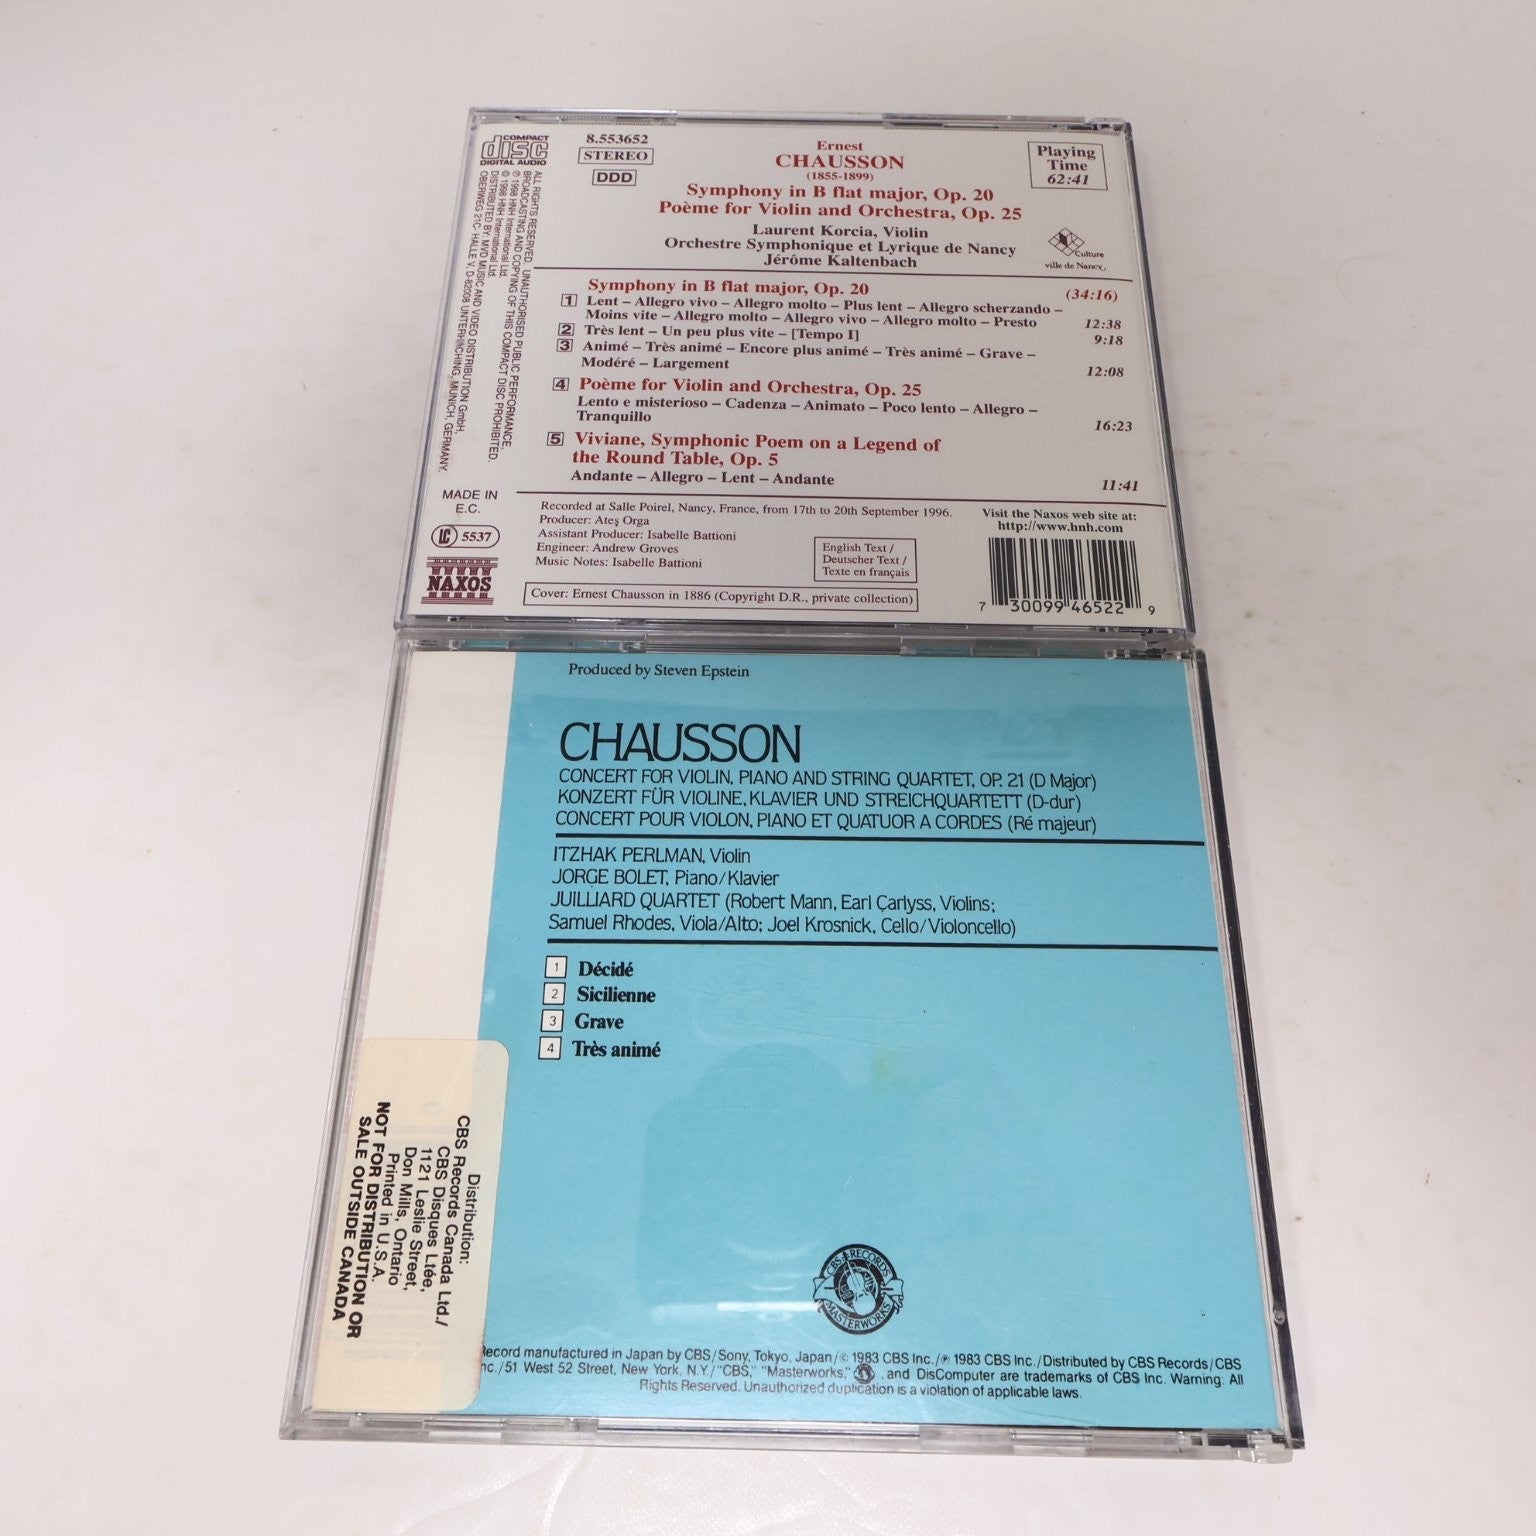 COMPACT
disc
DIGITAL AUDIO
ALL RIGHTS RESERVED. UNAUTHORISED PUBLIC PERFORMANCE,
BROADCASTING AND COPYING OF THIS COMPACT DISC PROHIBITED.
℗ 1998 HNH International Ltd.
© 1998 HNH International Ltd.
DISTRIBUTED BY: MVD MUSIC AND VIDEO DISTRIBUTION GmbH,
OBERWEG 21C- HALLE V, D-82008 UNTERHACHING, MUNICH, GERMANY.
MADE IN
E.C.
LC 5537
NAXOS
8.553652
STEREO
DDD
Ernest
CHAUSSON
(1855-1899)
Symphony in B flat major, Op. 20
Poème for Violin and Orchestra, Op. 25
Laurent Korcia, Violin
Orchestre Symphonique et Lyrique de Nancy
Jérôme Kaltenbach
Playing
Time
62:41
Culture
ville de Nancy
Symphony in B flat major, Op. 20 (34:16)
1 Lent – Allegro vivo – Allegro molto – Plus lent – Allegro scherzando –
Moins vite – Allegro molto – Allegro vivo – Allegro molto – Presto 12:38
2 Très lent – Un peu plus vite – [Tempo I] 9:18
3 Animé – Très animé – Encore plus animé – Très animé – Grave –
Modéré – Largement 12:08
4 Poème for Violin and Orchestra, Op. 25
Lento e misterioso – Cadenza – Animato – Poco lento – Allegro –
Tranquillo 16:23
5 Viviane, Symphonic Poem on a Legend of
the Round Table, Op. 5
Andante – Allegro – Lent – Andante 11:41
Recorded at Salle Poirel, Nancy, France, from 17th to 20th September 1996.
Producer: Ateş Orga
Assistant Producer: Isabelle Battioni
Engineer: Andrew Groves
Music Notes: Isabelle Battioni
English Text /
Deutscher Text /
Texte en français
Cover: Ernest Chausson in 1886 (Copyright D.R., private collection)
Visit the Naxos web site at:
http://www.hnh.com
7 30099 46522 9
Produced by Steven Epstein
CHAUSSON
CONCERT FOR VIOLIN, PIANO AND STRING QUARTET, OP. 21 (D Major)
KONZERT FÜR VIOLINE, KLAVIER UND STREICHQUARTETT (D-dur)
CONCERT POUR VIOLON, PIANO ET QUATUOR A CORDES (Ré majeur)
ITZHAK PERLMAN, Violin
JORGE BOLET, Piano/Klavier
JUILLIARD QUARTET (Robert Mann, Earl Carlyss, Violins;
Samuel Rhodes, Viola/Alto; Joel Krosnick, Cello/Violoncello)
1 Décidé
2 Sicilienne
3 Grave
4 Très animé
Distribution:
CBS Records Canada Ltd./
CBS Disques Ltée,
1121 Leslie Street,
Don Mills, Ontario
Printed in U.S.A.
NOT FOR DISTRIBUTION OR
SALE OUTSIDE CANADA
CBS RECORDS
MASTERWORKS
Record manufactured in Japan by CBS/Sony, Tokyo, Japan/© 1983 CBS Inc./℗ 1983 CBS Inc./Distributed by CBS Records/CBS
nc./51 West 52 Street, New York, N.Y./"CBS," "Masterworks," , and DisComputer are trademarks of CBS Inc. Warning: All
Rights Reserved. Unauthorized duplication is a violation of applicable laws.